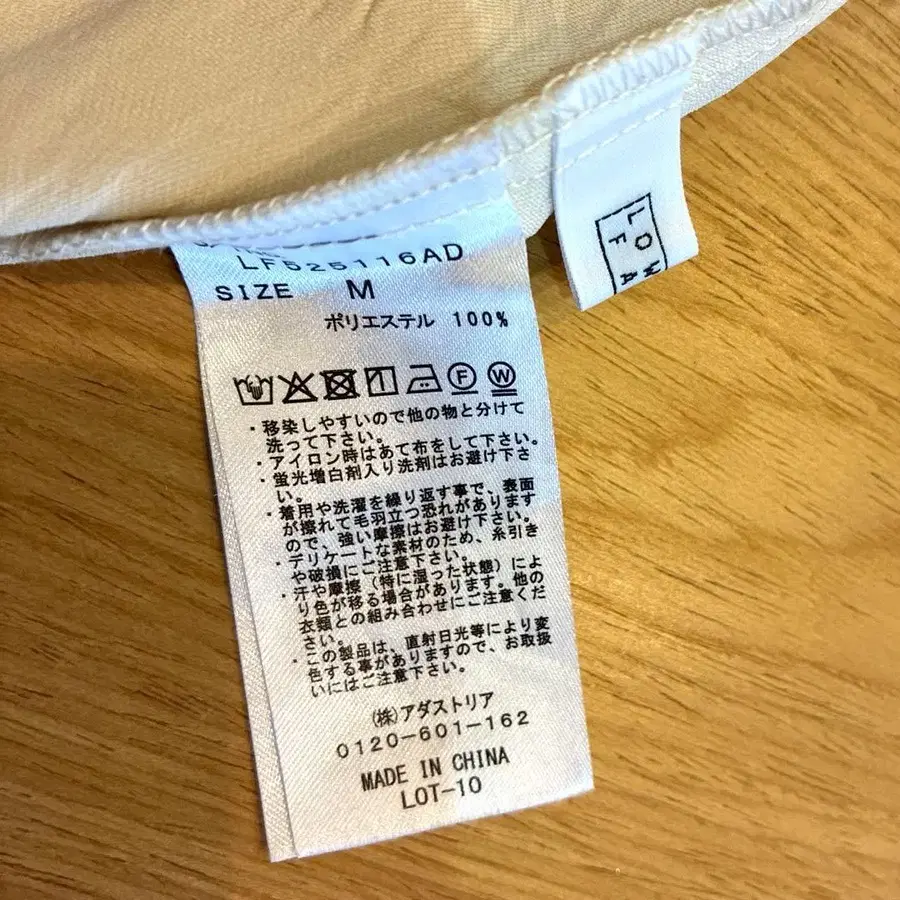 LF525116AD
SIZE M
ポリエステル 100%
F W
・移染しやすいので他の物と分けて
洗って下さい。
・アイロン時はあて布をして下さい。
・蛍光増白剤入り洗剤はお避け下さ
い。
・着用や洗濯を繰り返す事で、表面
が擦れて毛羽立つ恐れがあります
ので、強い摩擦はお避け下さい。
・デリケートな素材のため、糸引き
や破損にご注意下さい。
・汗や摩擦（特に湿った状態）によ
り色が移る場合があります。他の
衣類との組み合わせにご注意くだ
さい。
・この製品は、直射日光等により変
色する事がありますので、お取扱
いにはご注意下さい。
(株)アダストリア
0120-601-162
MADE IN CHINA
LOT-10
LOW
F A